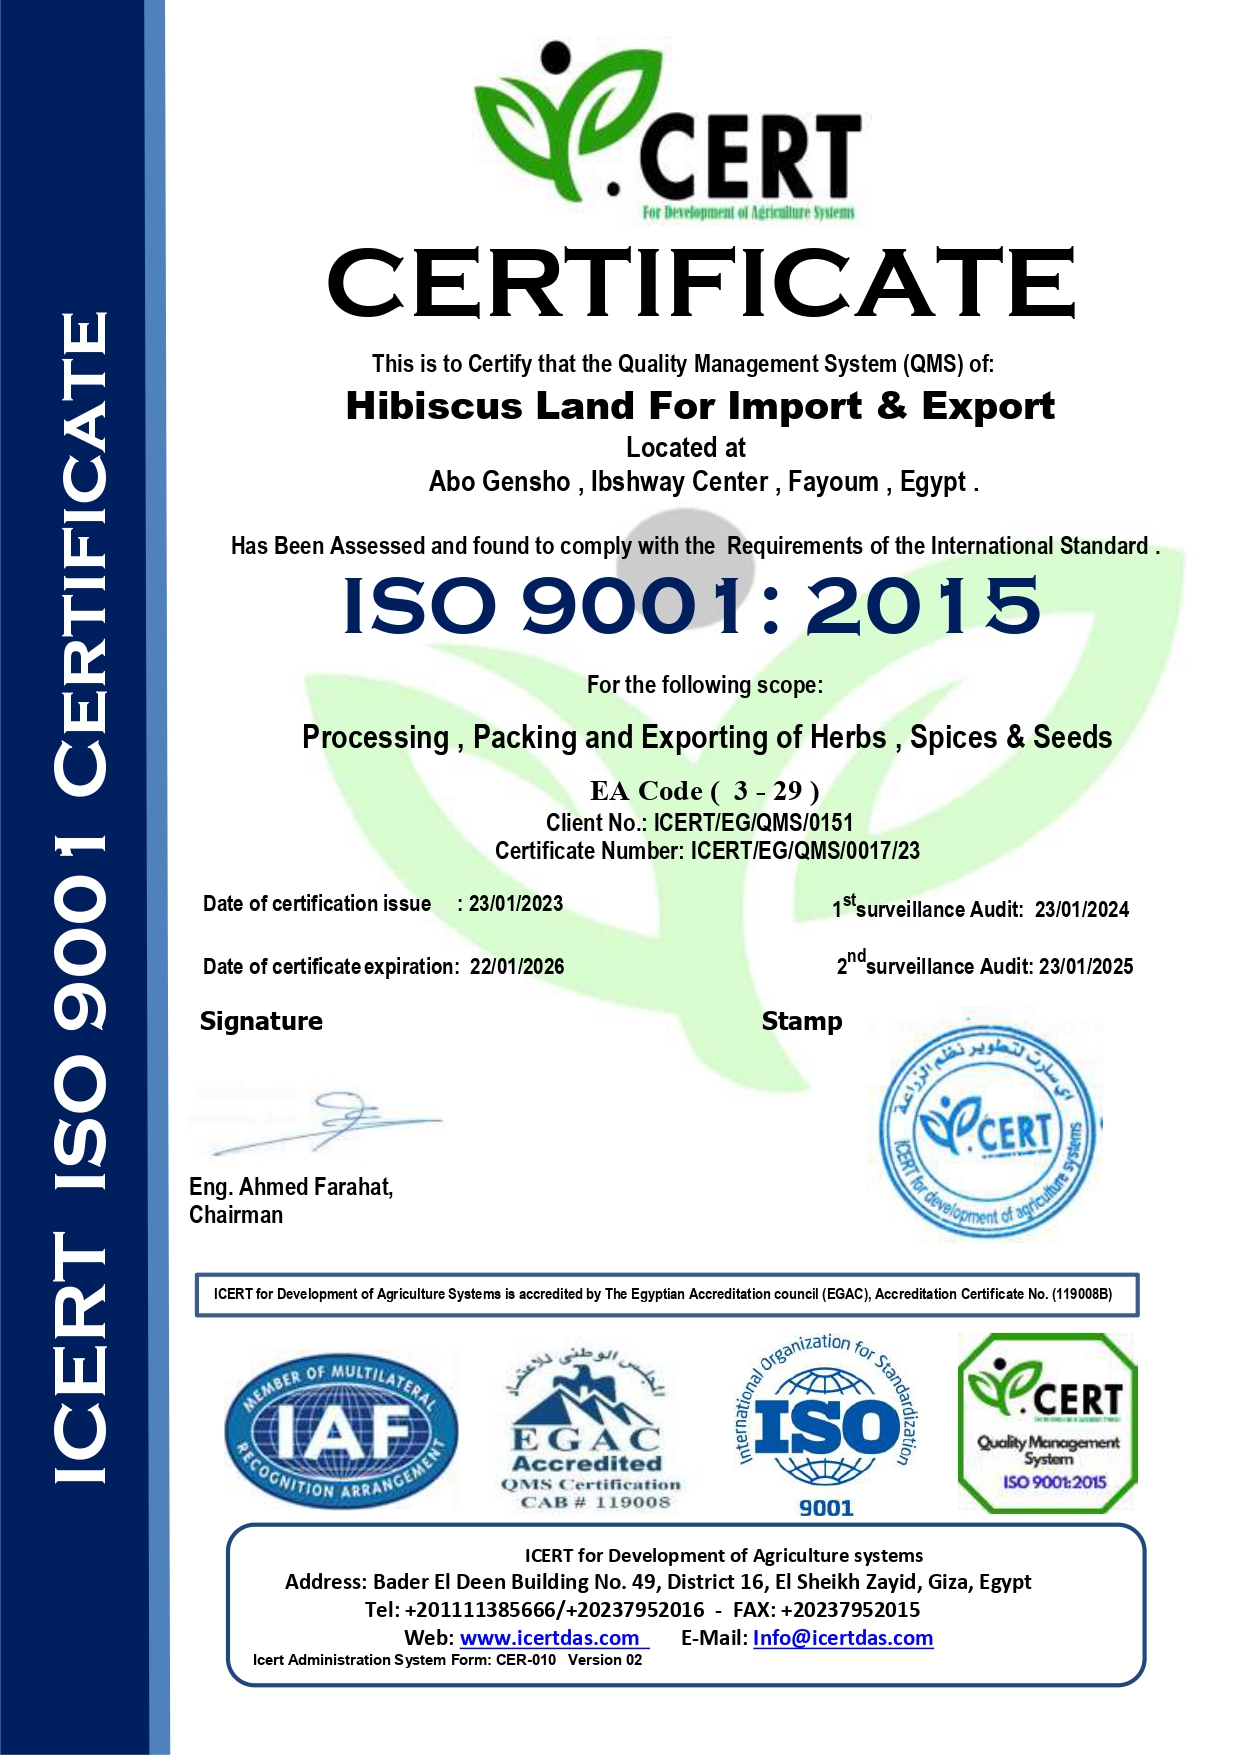 ICERT ISO 9001 CERTIFICATE
.CERT
For Development of Agriculture Systems
CERTIFICATE
This is to Certify that the Quality Management System (QMS) of:
Hibiscus Land For Import & Export
Located at
Abo Gensho , Ibshway Center , Fayoum , Egypt .
Has Been Assessed and found to comply with the Requirements of the International Standard .
ISO 9001: 2015
For the following scope:
Processing , Packing and Exporting of Herbs , Spices & Seeds
EA Code ( 3 - 29 )
Client No.: ICERT/EG/QMS/0151
Certificate Number: ICERT/EG/QMS/0017/23
Date of certification issue : 23/01/2023
1st surveillance Audit: 23/01/2024
Date of certificate expiration: 22/01/2026
2nd surveillance Audit: 23/01/2025
Signature
Stamp
اي سارت لتطوير نظم الزراعة
.CERT
ICERT for development of agriculture systems
Eng. Ahmed Farahat,
Chairman
ICERT for Development of Agriculture Systems is accredited by The Egyptian Accreditation council (EGAC), Accreditation Certificate No. (119008B)
MEMBER OF MULTILATERAL
IAF
RECOGNITION ARRANGEMENT
المجلس الوطني للاعتماد
EGAC
Accredited
QMS Certification
CAB # 119008
International Organization for Standardization
ISO
9001
.CERT
Quality Management
System
ISO 9001:2015
ICERT for Development of Agriculture systems
Address: Bader El Deen Building No. 49, District 16, El Sheikh Zayid, Giza, Egypt
Tel: +201111385666/+20237952016 - FAX: +20237952015
Web: www.icertdas.com E-Mail: Info@icertdas.com
Icert Administration System Form: CER-010 Version 02